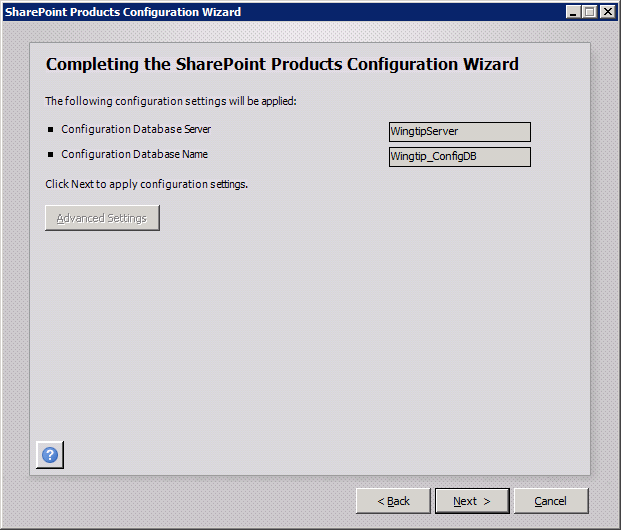 SharePoint Products Configuration Wizard
Completing the SharePoint Products Configuration Wizard
The following configuration settings will be applied:
Configuration Database Server
WingtipServer
Configuration Database Name
Wingtip_ConfigDB
Click Next to apply configuration settings.
Advanced Settings
?
< Back
Next >
Cancel